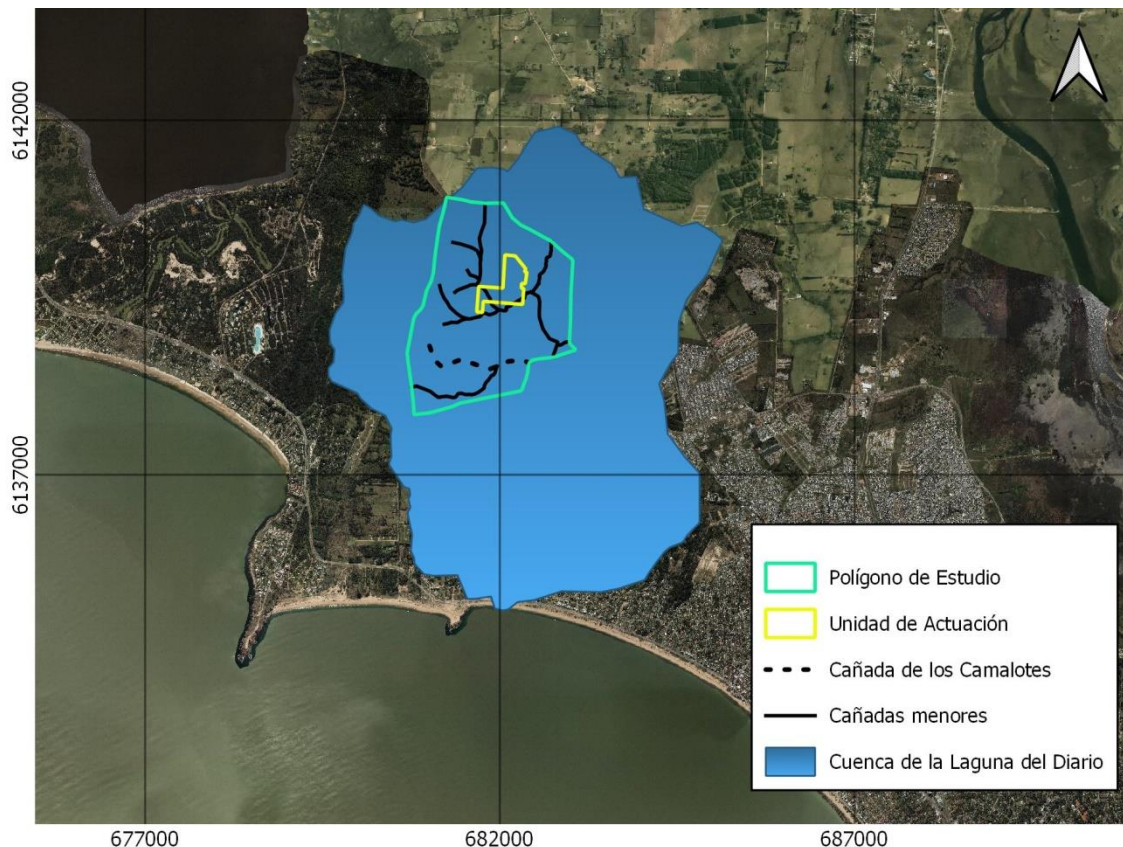 6142000
6137000
Polígono de Estudio
Unidad de Actuación
Cañada de los Camalotes
Cañadas menores
Cuenca de la Laguna del Diario
677000
682000
687000